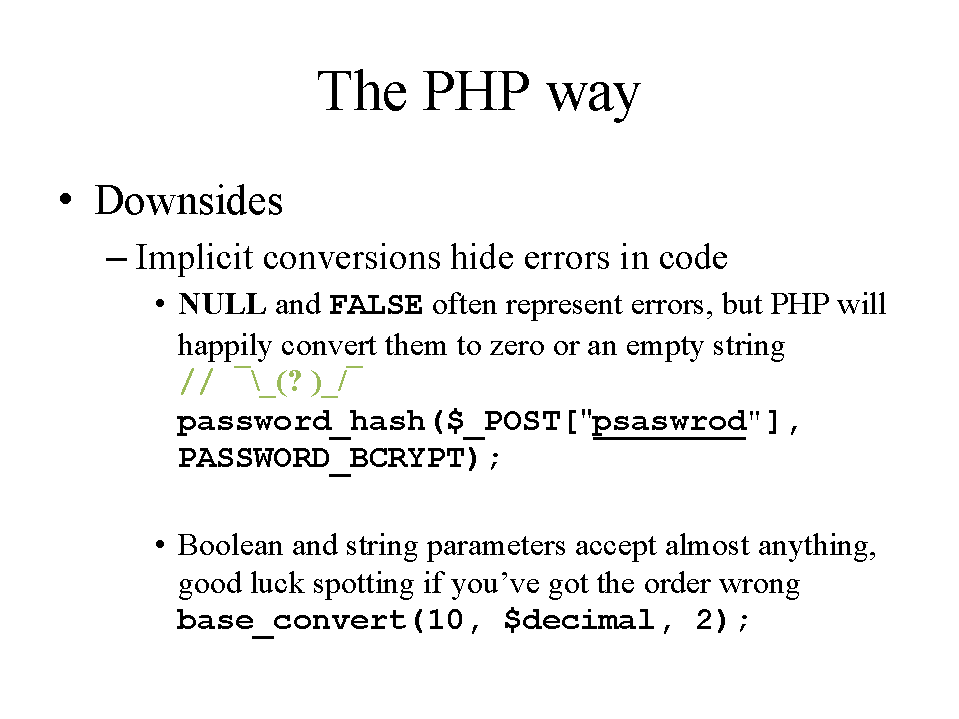 The PHP way
• Downsides
– Implicit conversions hide errors in code
• NULL and FALSE often represent errors, but PHP will
happily convert them to zero or an empty string
// ¯\_(? )_/¯
password_hash($_POST["psaswrod"],
PASSWORD_BCRYPT);
• Boolean and string parameters accept almost anything,
good luck spotting if you’ve got the order wrong
base_convert(10, $decimal, 2);